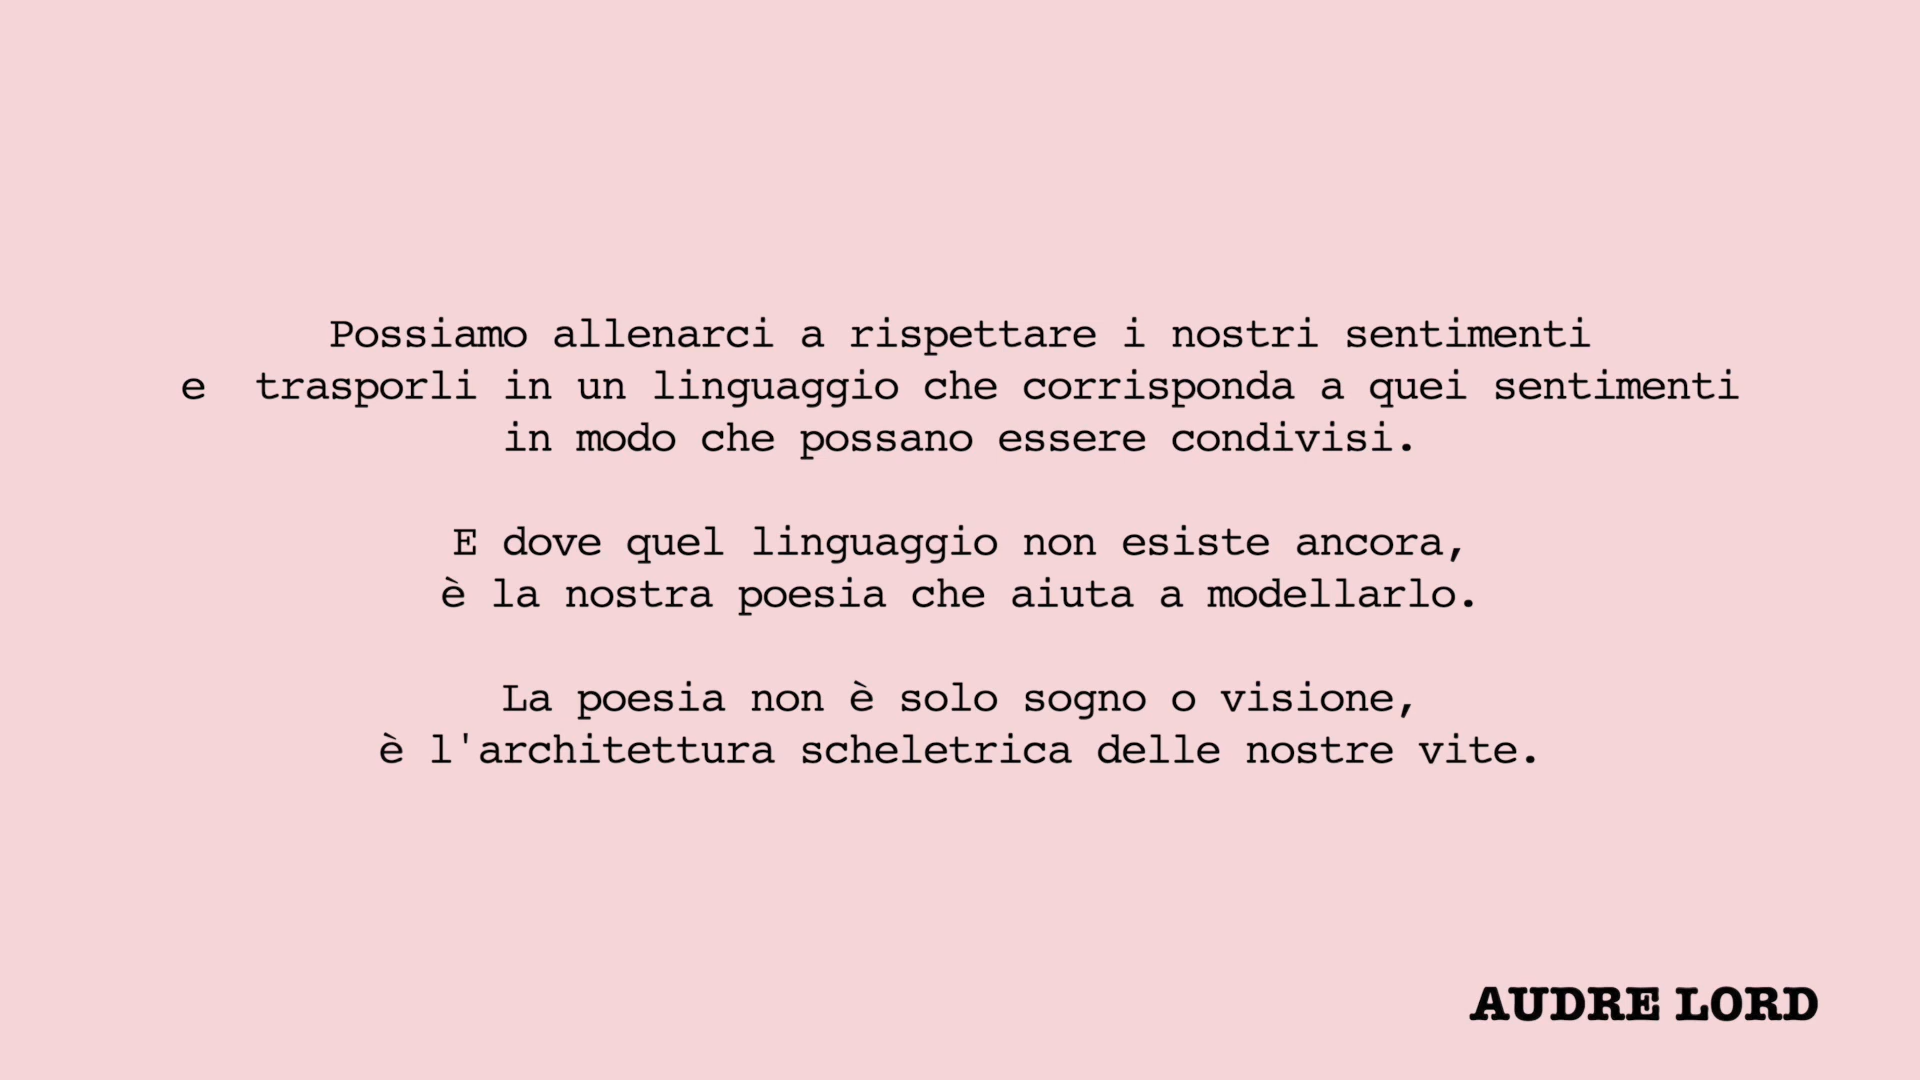 Possiamo allenarci a rispettare i nostri sentimenti
e  trasporli in un linguaggio che corrisponda a quei sentimenti
in modo che possano essere condivisi.
E dove quel linguaggio non esiste ancora,
è la nostra poesia che aiuta a modellarlo.
La poesia non è solo sogno o visione,
è l'architettura scheletrica delle nostre vite.
AUDRE LORD